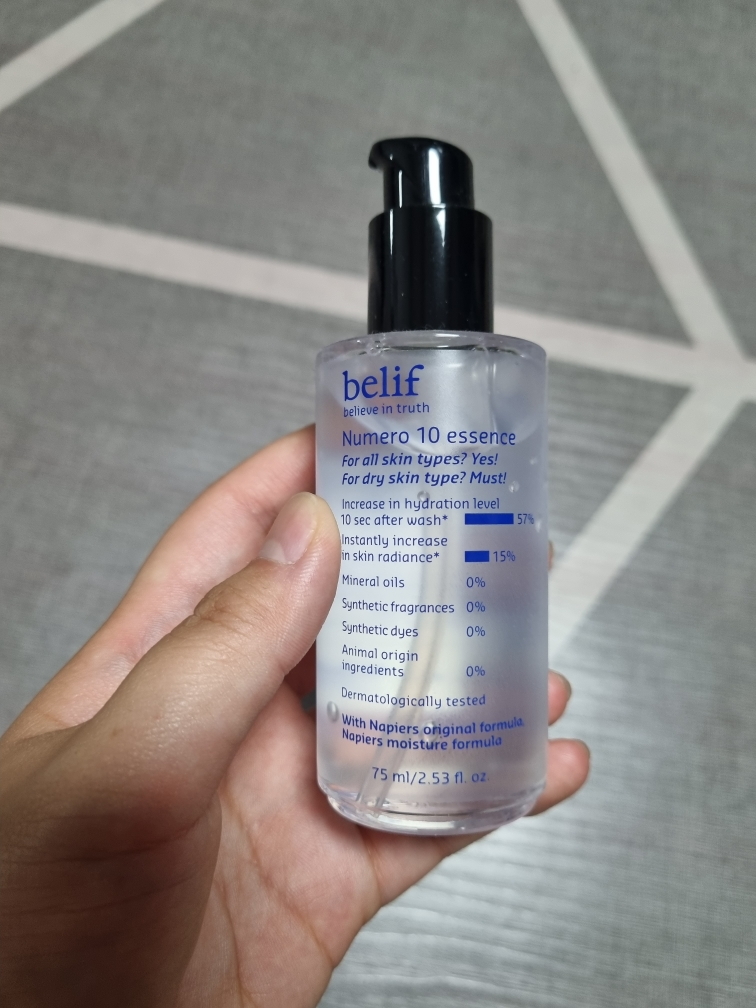 belif
believe in truth
Numero 10 essence
For all skin types? Yes!
For dry skin type? Must!
Increase in hydration level
10 sec after wash* 57%
Instantly increase
in skin radiance* 15%
Mineral oils 0%
Synthetic fragrances 0%
Synthetic dyes 0%
Animal origin
ingredients 0%
Dermatologically tested
With Napiers original formula,
Napiers moisture formula
75 ml/2.53 fl. oz.